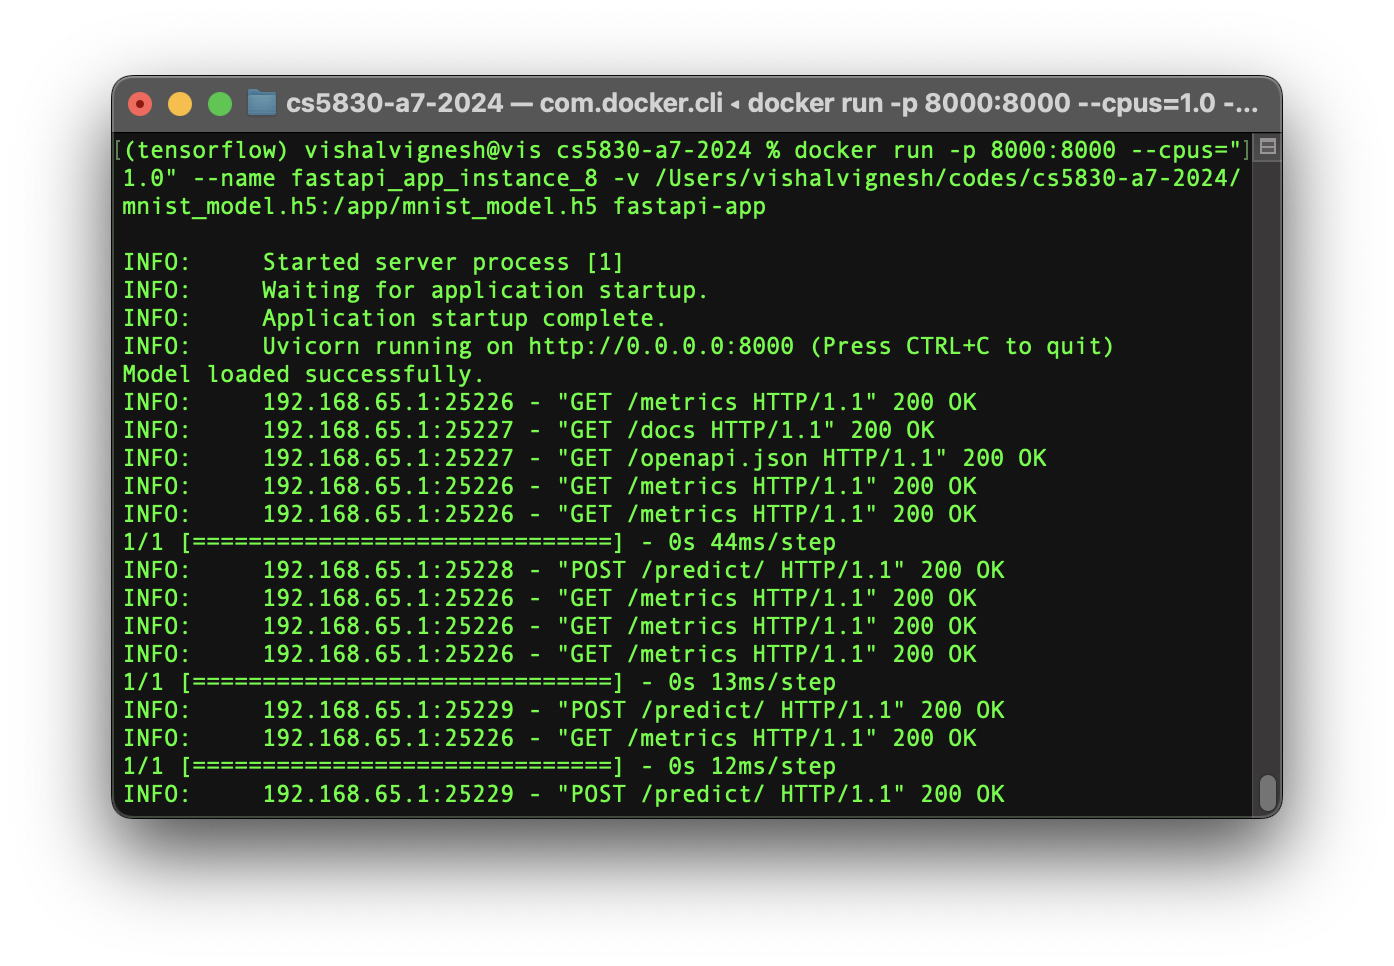 cs5830-a7-2024 — com.docker.cli ◂ docker run -p 8000:8000 --cpus=1.0 -...
[(tensorflow) vishalvignesh@vis cs5830-a7-2024 % docker run -p 8000:8000 --cpus="]
1.0" --name fastapi_app_instance_8 -v /Users/vishalvignesh/codes/cs5830-a7-2024/
mnist_model.h5:/app/mnist_model.h5 fastapi-app
INFO:     Started server process [1]
INFO:     Waiting for application startup.
INFO:     Application startup complete.
INFO:     Uvicorn running on http://0.0.0.0:8000 (Press CTRL+C to quit)
Model loaded successfully.
INFO:     192.168.65.1:25226 - "GET /metrics HTTP/1.1" 200 OK
INFO:     192.168.65.1:25227 - "GET /docs HTTP/1.1" 200 OK
INFO:     192.168.65.1:25227 - "GET /openapi.json HTTP/1.1" 200 OK
INFO:     192.168.65.1:25226 - "GET /metrics HTTP/1.1" 200 OK
INFO:     192.168.65.1:25226 - "GET /metrics HTTP/1.1" 200 OK
1/1 [==============================] - 0s 44ms/step
INFO:     192.168.65.1:25228 - "POST /predict/ HTTP/1.1" 200 OK
INFO:     192.168.65.1:25226 - "GET /metrics HTTP/1.1" 200 OK
INFO:     192.168.65.1:25226 - "GET /metrics HTTP/1.1" 200 OK
INFO:     192.168.65.1:25226 - "GET /metrics HTTP/1.1" 200 OK
1/1 [==============================] - 0s 13ms/step
INFO:     192.168.65.1:25229 - "POST /predict/ HTTP/1.1" 200 OK
INFO:     192.168.65.1:25226 - "GET /metrics HTTP/1.1" 200 OK
1/1 [==============================] - 0s 12ms/step
INFO:     192.168.65.1:25229 - "POST /predict/ HTTP/1.1" 200 OK